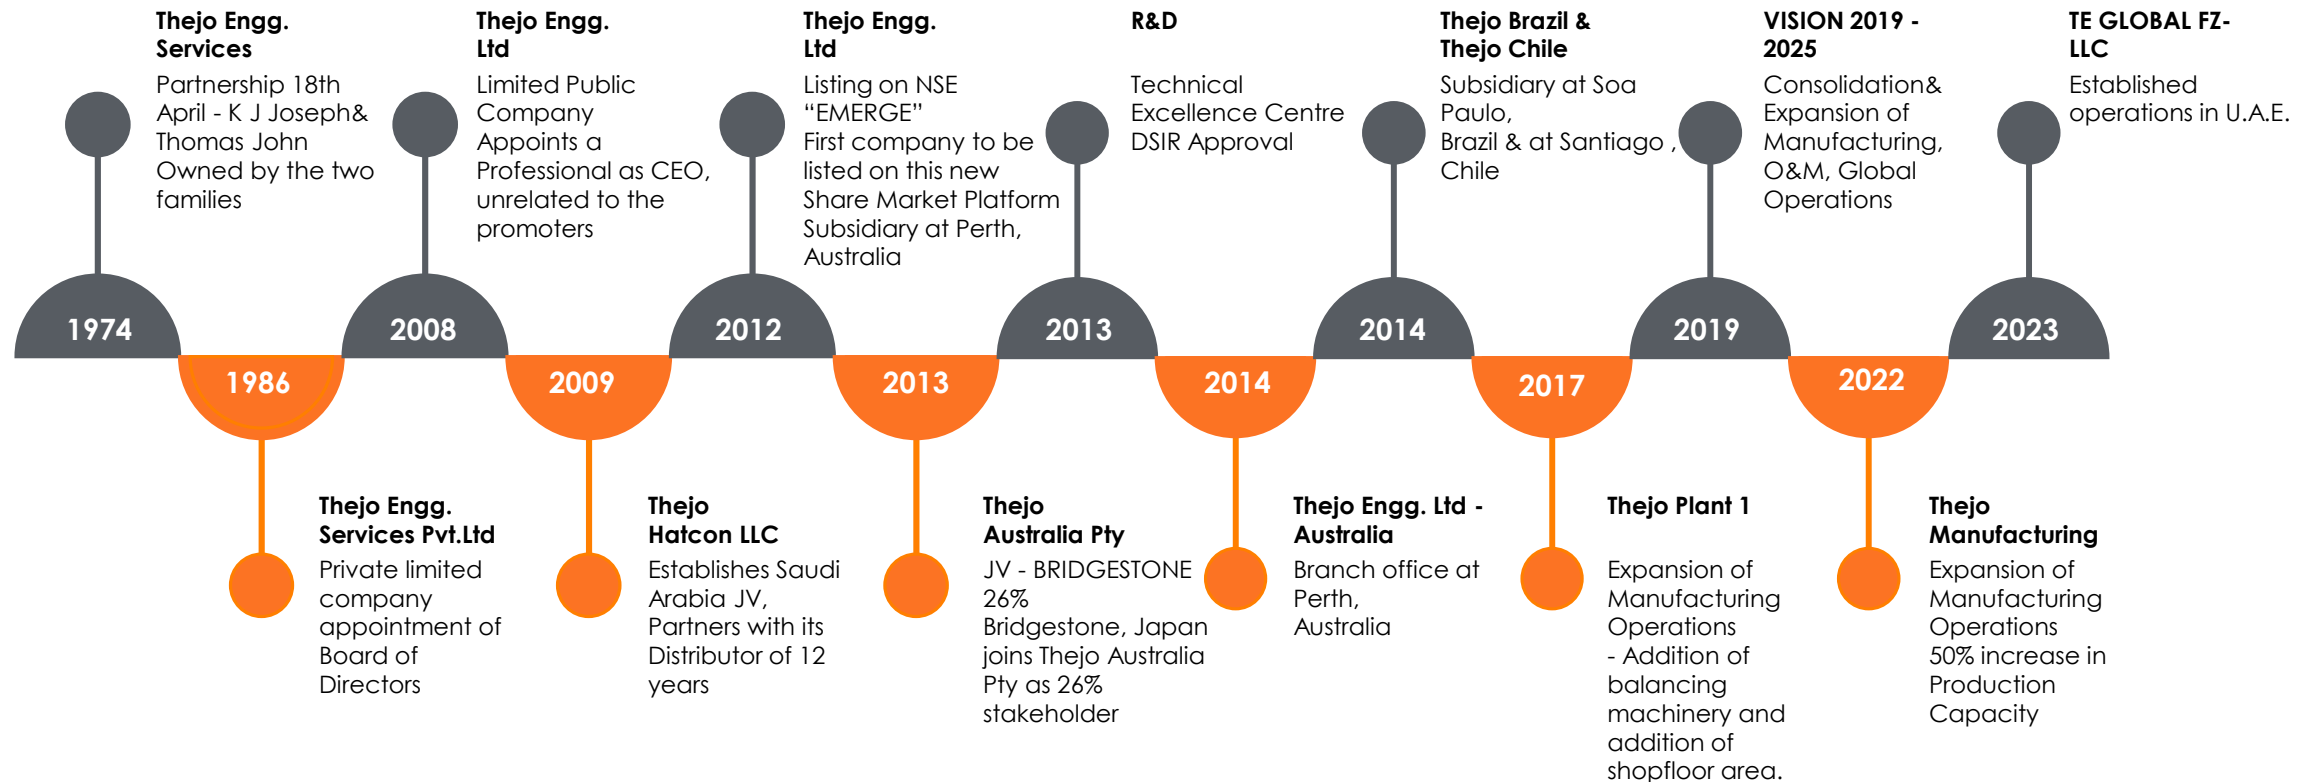 Thejo Engg.
Services
Partnership 18th
April - K J Joseph&
Thomas John
Owned by the two
families
1974
1986
Thejo Engg.
Services Pvt.Ltd
Private limited
company
appointment of
Board of
Directors
Thejo Engg.
Ltd
Limited Public
Company
Appoints a
Professional as CEO,
unrelated to the
promoters
2008
2009
Thejo
Hatcon LLC
Establishes Saudi
Arabia JV,
Partners with its
Distributor of 12
years
Thejo Engg.
Ltd
Listing on NSE
“EMERGE”
First company to be
listed on this new
Share Market Platform
Subsidiary at Perth,
Australia
2012
2013
Thejo
Australia Pty
JV - BRIDGESTONE
26%
Bridgestone, Japan
joins Thejo Australia
Pty as 26%
stakeholder
R&D
Technical
Excellence Centre
DSIR Approval
2013
2014
Thejo Engg. Ltd -
Australia
Branch office at
Perth,
Australia
Thejo Brazil &
Thejo Chile
Subsidiary at Soa
Paulo,
Brazil & at Santiago ,
Chile
2014
2017
Thejo Plant 1
Expansion of
Manufacturing
Operations
- Addition of
balancing
machinery and
addition of
shopfloor area.
VISION 2019 -
2025
Consolidation&
Expansion of
Manufacturing,
O&M, Global
Operations
2019
2022
Thejo
Manufacturing
Expansion of
Manufacturing
Operations
50% increase in
Production
Capacity
TE GLOBAL FZ-
LLC
Established
operations in U.A.E.
2023